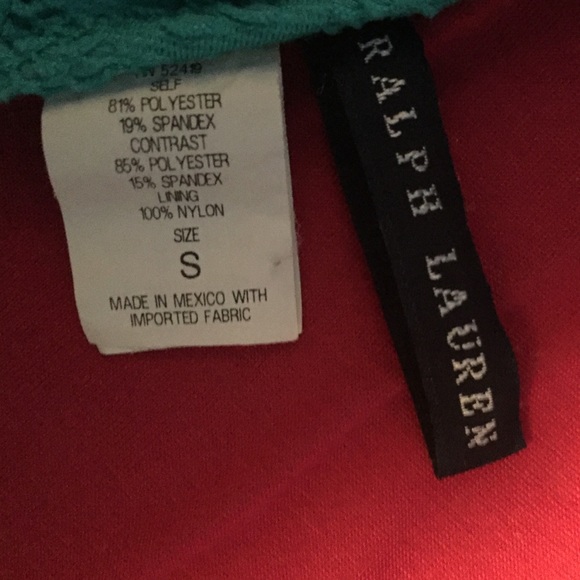 52419
SELF
81% POLYESTER
19% SPANDEX
CONTRAST
85% POLYESTER
15% SPANDEX
LINING
100% NYLON
SIZE
S
MADE IN MEXICO WITH
IMPORTED FABRIC
RALPH LAUREN